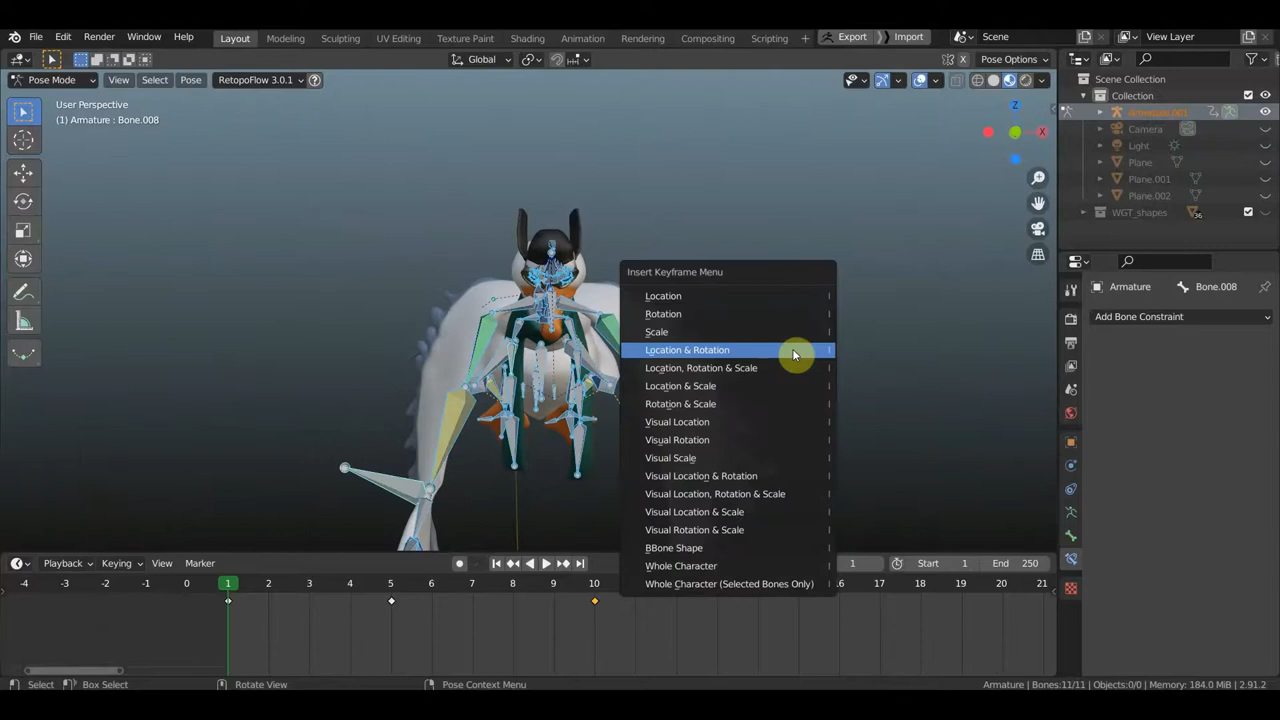 File Edit Render Window Help Layout Modeling Sculpting UV Editing Texture Paint Shading Animation Rendering Compositing Scripting + Export Import Scene View Layer
Global Pose Options
Pose Mode View Select Pose RetopoFlow 3.0.1
User Perspective
(1) Armature : Bone.008
Z
X
Scene Collection
Collection
Armature.001
Camera
Light
Plane
Plane.001
Plane.002
WGT_shapes 36
Armature Bone.008
Add Bone Constraint
Insert Keyframe Menu
Location I
Rotation I
Scale I
Location & Rotation I
Location, Rotation & Scale I
Location & Scale I
Rotation & Scale I
Visual Location I
Visual Rotation I
Visual Scale I
Visual Location & Rotation I
Visual Location, Rotation & Scale I
Visual Location & Scale I
Visual Rotation & Scale I
BBone Shape I
Whole Character I
Whole Character (Selected Bones Only) I
Playback Keying View Marker 1 Start 1 End 250
-4 -3 -2 -1 0 1 2 3 4 5 6 7 8 9 10 16 17 18 19 20 21
Select Box Select Rotate View Pose Context Menu Armature | Bones:11/11 | Objects:0/0 | Memory: 184.0 MiB | 2.91.2